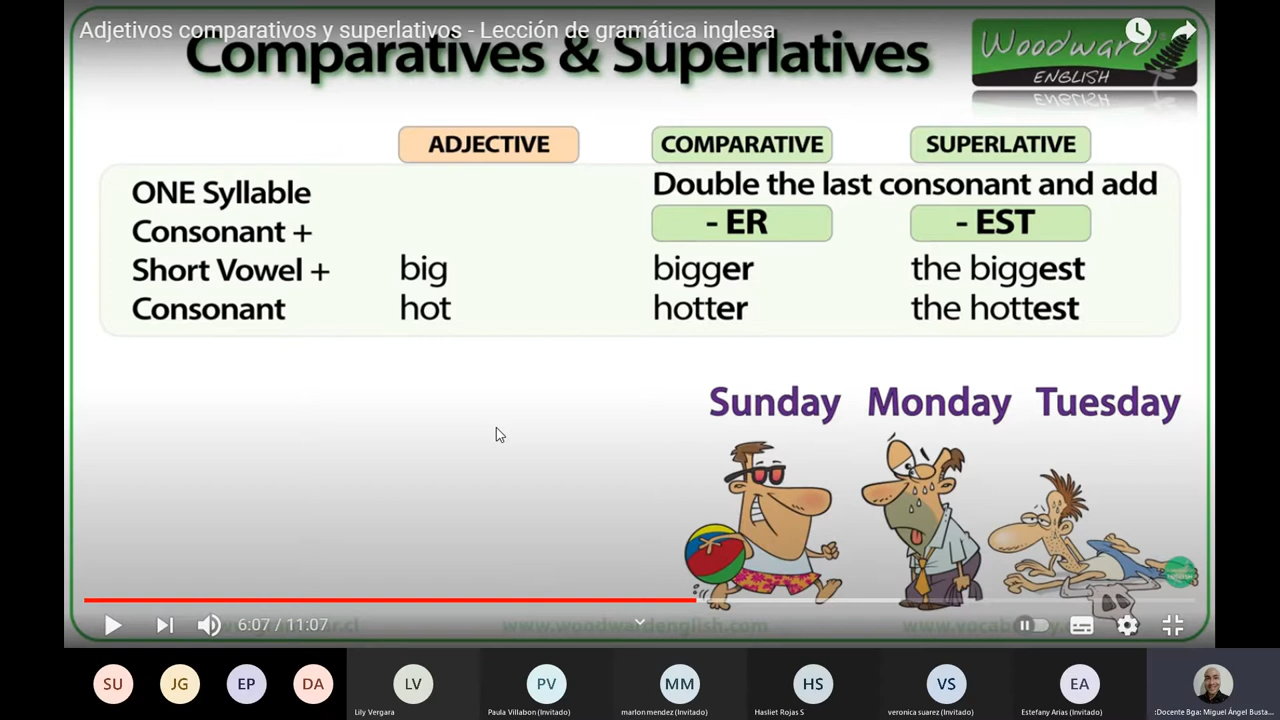 Adjetivos comparativos y superlativos - Lección de gramática inglesa
Comparatives & Superlatives
Woodward
ENGLISH
ADJECTIVE COMPARATIVE SUPERLATIVE
ONE Syllable Double the last consonant and add
Consonant + - ER - EST
Short Vowel + big bigger the biggest
Consonant hot hotter the hottest
Sunday Monday Tuesday
6:07 / 11:07
www.woodwardenglish.com
SU JG EP DA LV PV MM HS VS EA
Lily Vergara Paula Villabon (Invitado) marlon mendez (Invitado) Hasliet Rojas S veronica suarez (Invitado) Estefany Arias (Invitado) :Docente Bga: Miguel Ángel Busta...